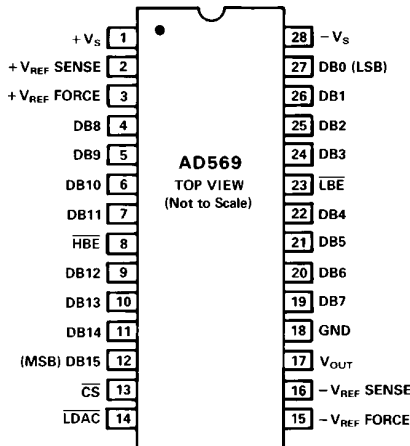 +VS 1
+VREF SENSE 2
+VREF FORCE 3
DB8 4
DB9 5
DB10 6
DB11 7
HBE 8
DB12 9
DB13 10
DB14 11
(MSB) DB15 12
CS 13
LDAC 14
AD569
TOP VIEW
(Not to Scale)
28 −VS
27 DB0 (LSB)
26 DB1
25 DB2
24 DB3
23 LBE
22 DB4
21 DB5
20 DB6
19 DB7
18 GND
17 VOUT
16 −VREF SENSE
15 −VREF FORCE